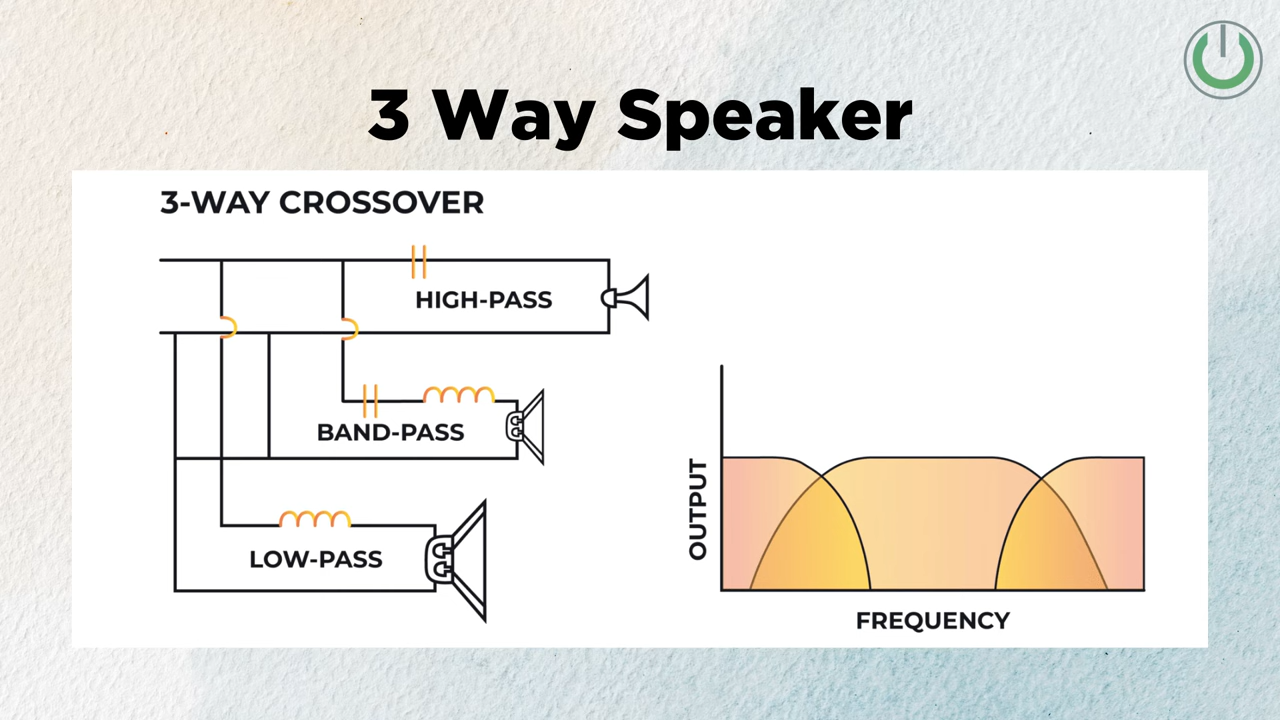 3 Way Speaker
3-WAY CROSSOVER
HIGH-PASS
BAND-PASS
LOW-PASS
OUTPUT
FREQUENCY